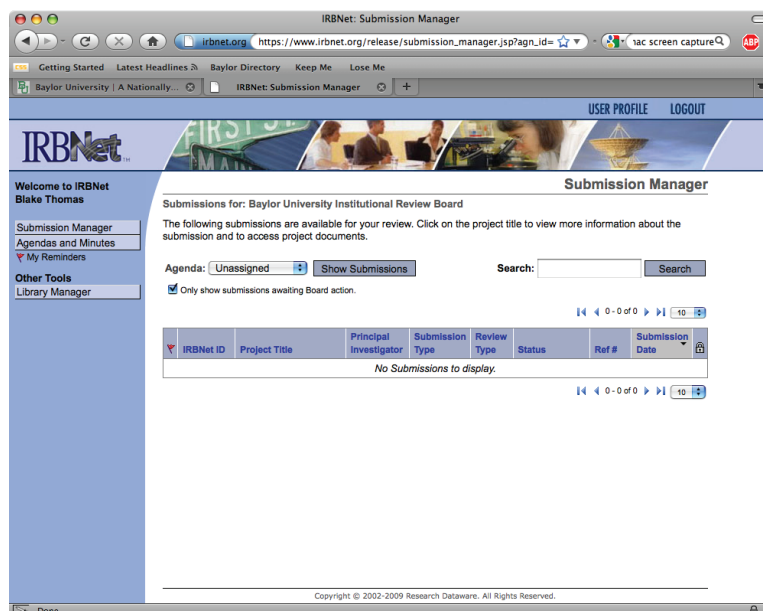 IRBNet: Submission Manager
irbnet.org https://www.irbnet.org/release/submission_manager.jsp?agn_id= nac screen capture ABP
Getting Started Latest Headlines Baylor Directory Keep Me Lose Me
Baylor University | A Nationally... IRBNet: Submission Manager +
USER PROFILE LOGOUT
FIRST ST
MAIN
IRBNet
Submission Manager
Welcome to IRBNet
Blake Thomas
Submissions for: Baylor University Institutional Review Board
The following submissions are available for your review. Click on the project title to view more information about the
submission and to access project documents.
Submission Manager
Agendas and Minutes
My Reminders
Other Tools
Library Manager
Agenda: Unassigned Show Submissions Search: Search
Only show submissions awaiting Board action.
0 - 0 of 0 10
IRBNet ID Project Title Principal Investigator Submission Type Review Type Status Ref # Submission Date
No Submissions to display.
0 - 0 of 0 10
Copyright © 2002-2009 Research Dataware. All Rights Reserved.
Done